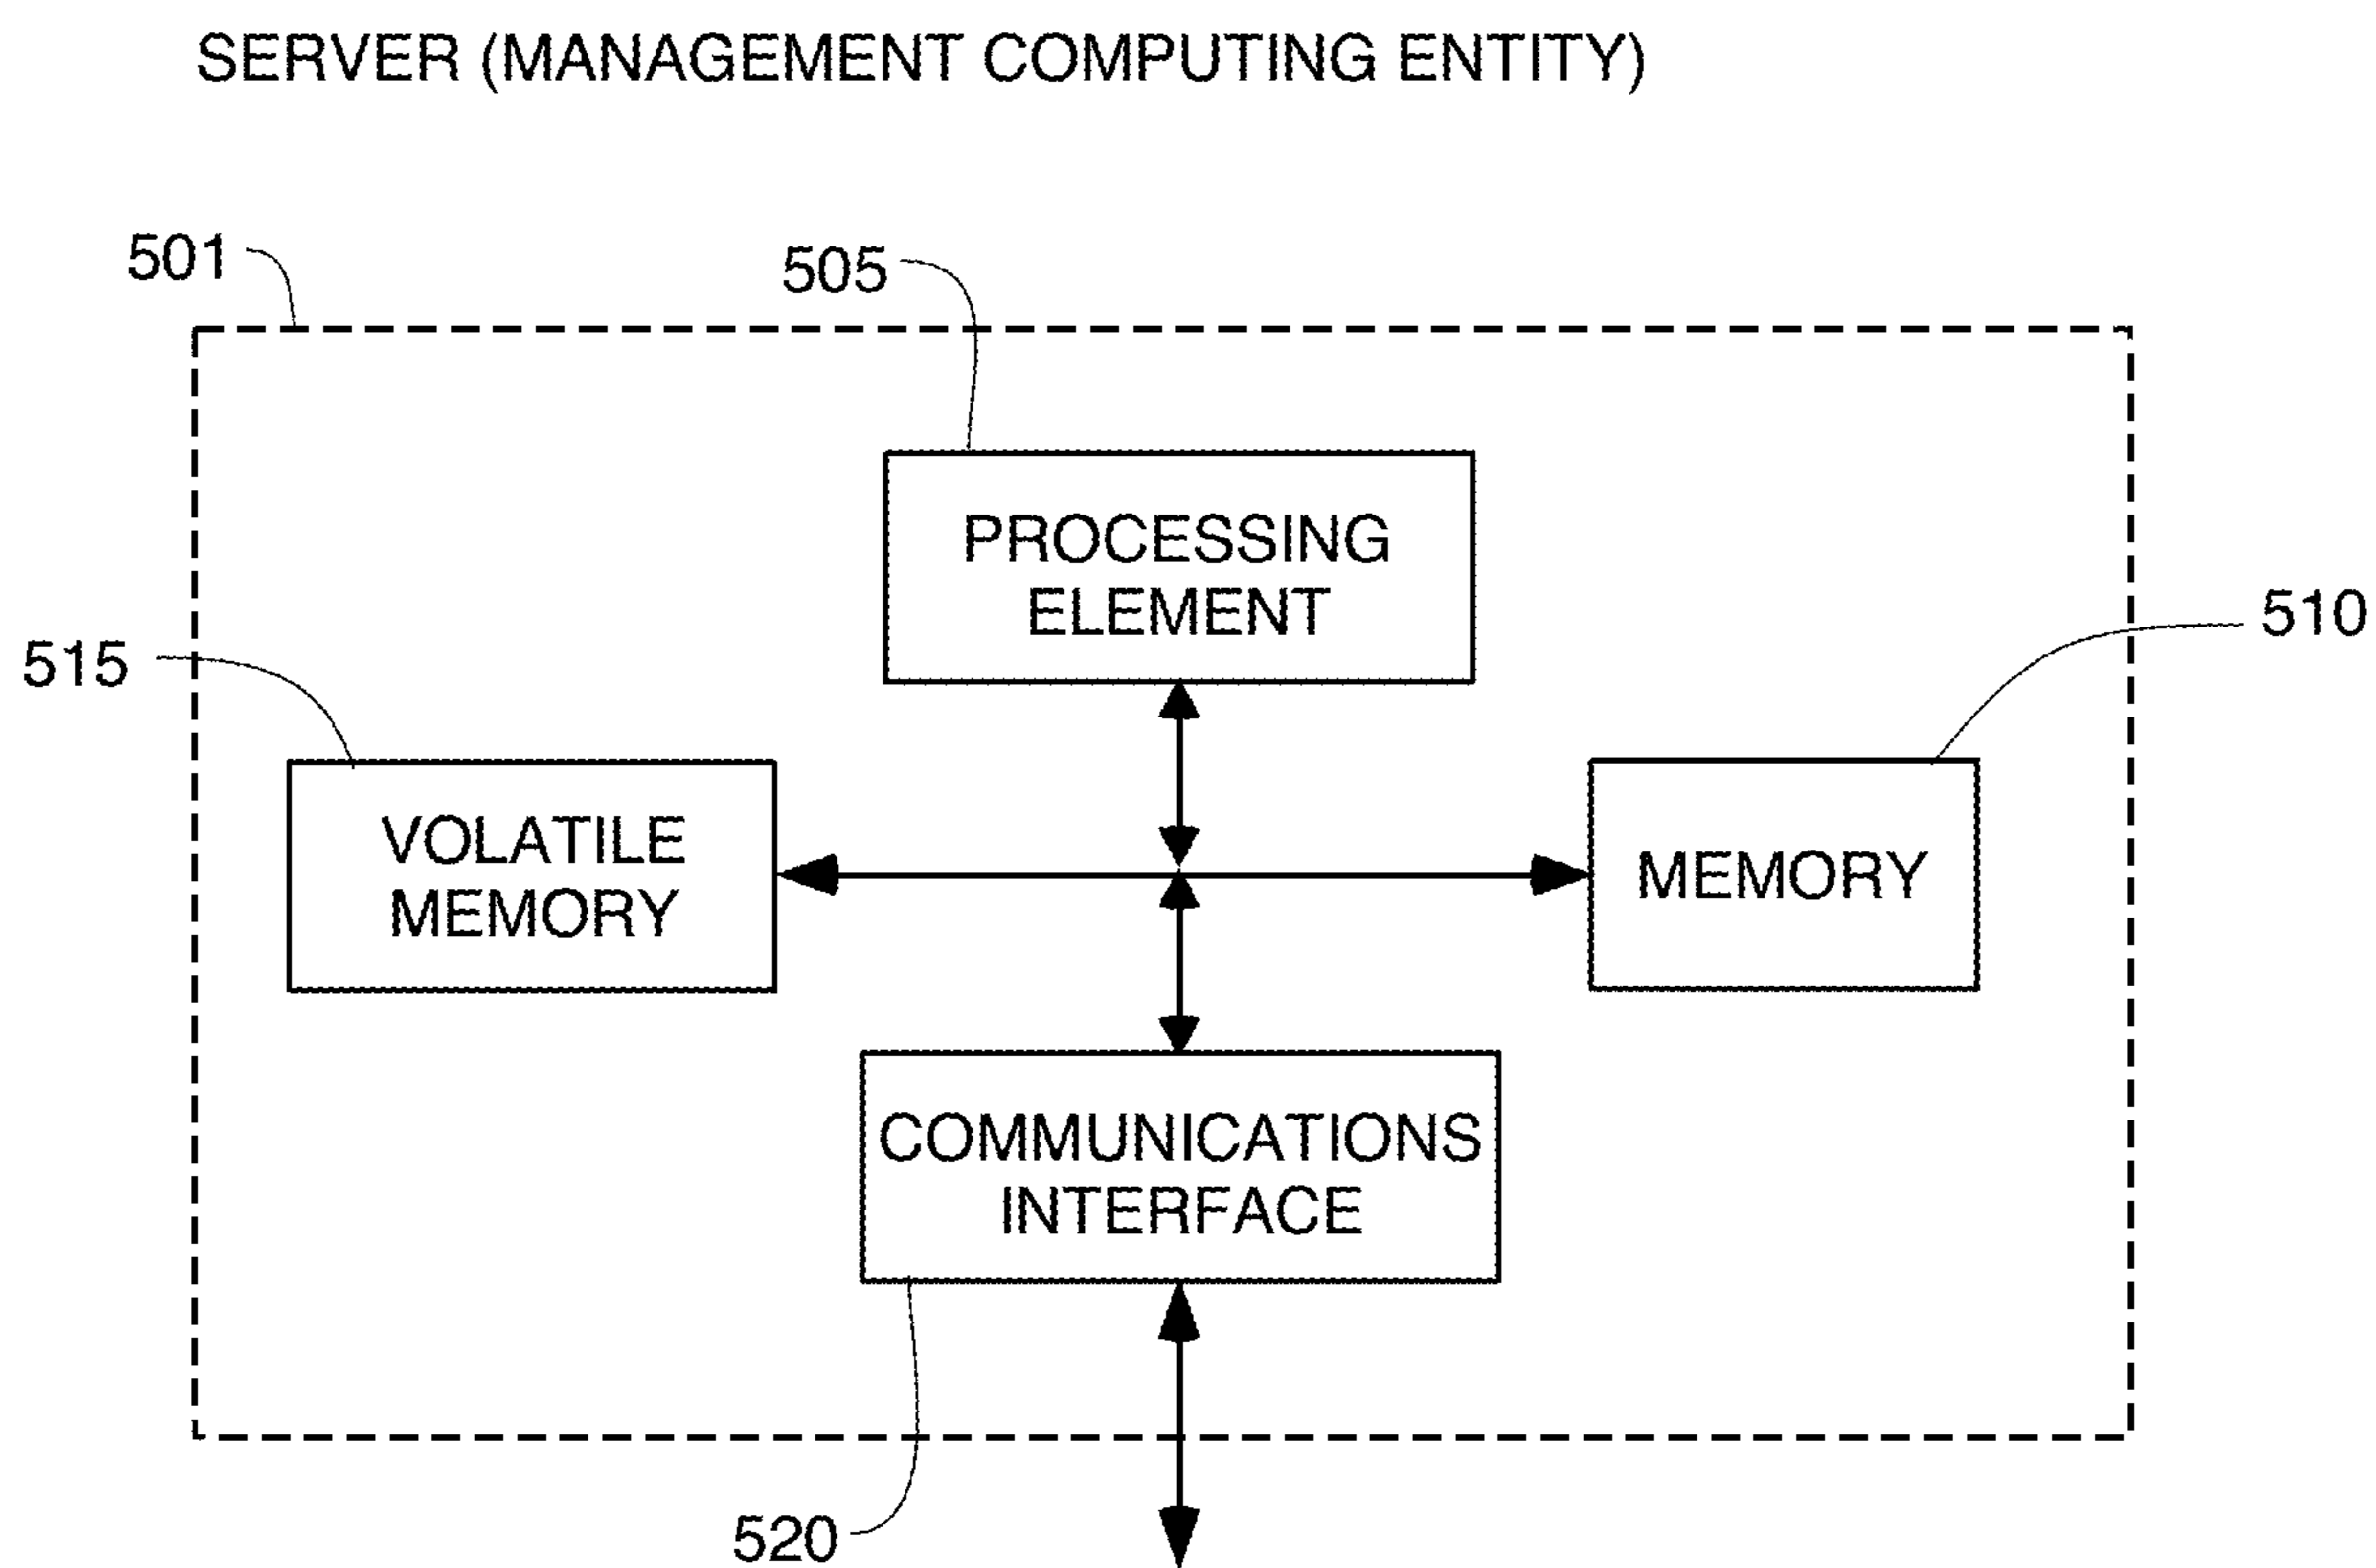 SERVER (MANAGEMENT COMPUTING ENTITY)
501
505
PROCESSING
ELEMENT
510
515
VOLATILE
MEMORY
MEMORY
COMMUNICATIONS
INTERFACE
520